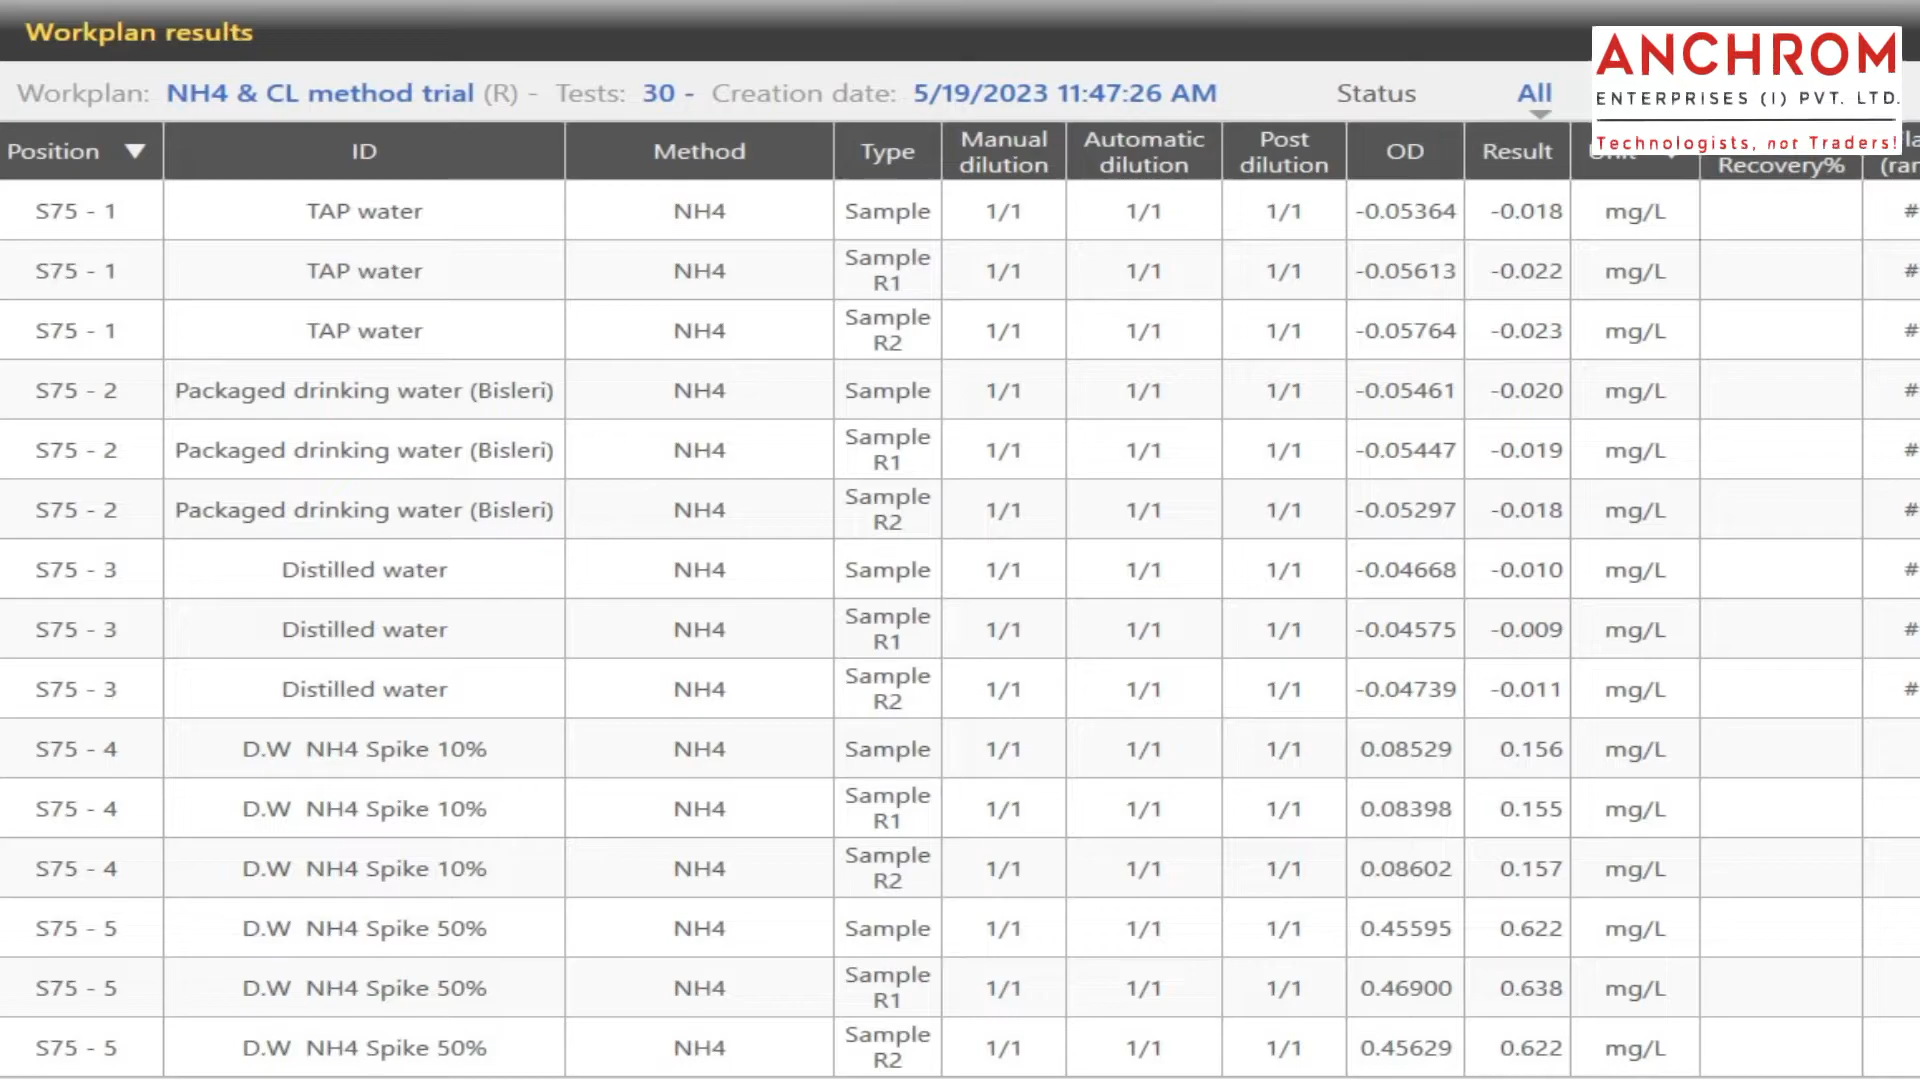 Workplan results
ANCHROM
ENTERPRISES (I) PVT. LTD.
Technologists, not Traders!
Workplan: NH4 & CL method trial (R) - Tests: 30 - Creation date: 5/19/2023 11:47:26 AM Status All
Position ID Method Type Manual dilution Automatic dilution Post dilution OD Result Recovery%
S75 - 1 TAP water NH4 Sample 1/1 1/1 1/1 -0.05364 -0.018 mg/L #
S75 - 1 TAP water NH4 Sample R1 1/1 1/1 1/1 -0.05613 -0.022 mg/L #
S75 - 1 TAP water NH4 Sample R2 1/1 1/1 1/1 -0.05764 -0.023 mg/L #
S75 - 2 Packaged drinking water (Bisleri) NH4 Sample 1/1 1/1 1/1 -0.05461 -0.020 mg/L #
S75 - 2 Packaged drinking water (Bisleri) NH4 Sample R1 1/1 1/1 1/1 -0.05447 -0.019 mg/L #
S75 - 2 Packaged drinking water (Bisleri) NH4 Sample R2 1/1 1/1 1/1 -0.05297 -0.018 mg/L #
S75 - 3 Distilled water NH4 Sample 1/1 1/1 1/1 -0.04668 -0.010 mg/L #
S75 - 3 Distilled water NH4 Sample R1 1/1 1/1 1/1 -0.04575 -0.009 mg/L #
S75 - 3 Distilled water NH4 Sample R2 1/1 1/1 1/1 -0.04739 -0.011 mg/L #
S75 - 4 D.W NH4 Spike 10% NH4 Sample 1/1 1/1 1/1 0.08529 0.156 mg/L
S75 - 4 D.W NH4 Spike 10% NH4 Sample R1 1/1 1/1 1/1 0.08398 0.155 mg/L
S75 - 4 D.W NH4 Spike 10% NH4 Sample R2 1/1 1/1 1/1 0.08602 0.157 mg/L
S75 - 5 D.W NH4 Spike 50% NH4 Sample 1/1 1/1 1/1 0.45595 0.622 mg/L
S75 - 5 D.W NH4 Spike 50% NH4 Sample R1 1/1 1/1 1/1 0.46900 0.638 mg/L
S75 - 5 D.W NH4 Spike 50% NH4 Sample R2 1/1 1/1 1/1 0.45629 0.622 mg/L